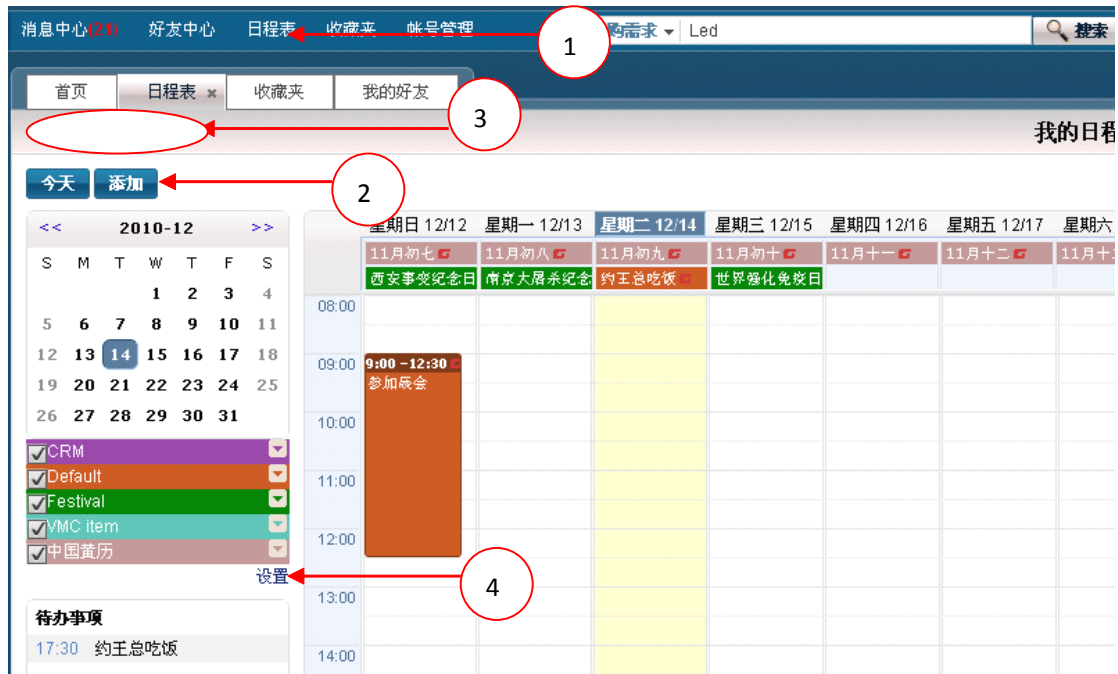 消息中心(21) 好友中心 日程表 收藏夹 帐号管理 购需求 Led 搜索
1
首页 日程表 × 收藏夹 我的好友
3
我的日程
今天 添加
2
<< 2010-12 >>
S M T W T F S
1 2 3 4
5 6 7 8 9 10 11
12 13 14 15 16 17 18
19 20 21 22 23 24 25
26 27 28 29 30 31
CRM
Default
Festival
VMC item
中国黄历
设置
4
待办事项
17:30 约王总吃饭
星期日 12/12 星期一 12/13 星期二 12/14 星期三 12/15 星期四 12/16 星期五 12/17 星期六
11月初七 11月初八 11月初九 11月初十 11月十一 11月十二 11月十
西安事变纪念日 南京大屠杀纪念 约王总吃饭 世界强化免疫日
08:00
09:00 9:00 - 12:30
参加展会
10:00
11:00
12:00
13:00
14:00